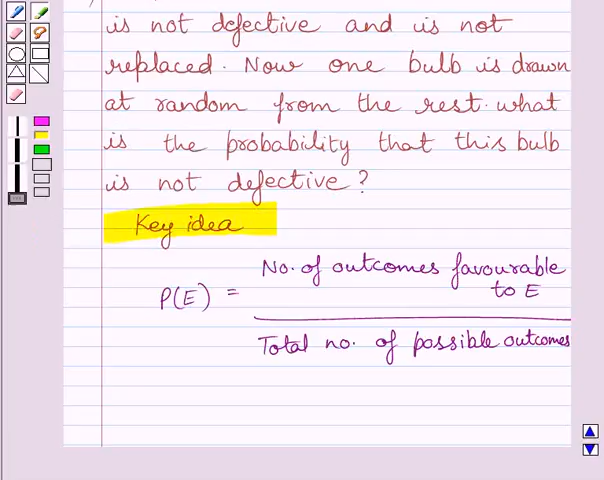 is not defective and is not
replaced. Now one bulb is drawn
at random from the rest. what
is the probability that this bulb
is not defective?
Key idea
No. of outcomes favourable
to E
P(E) =
Total no. of possible outcomes